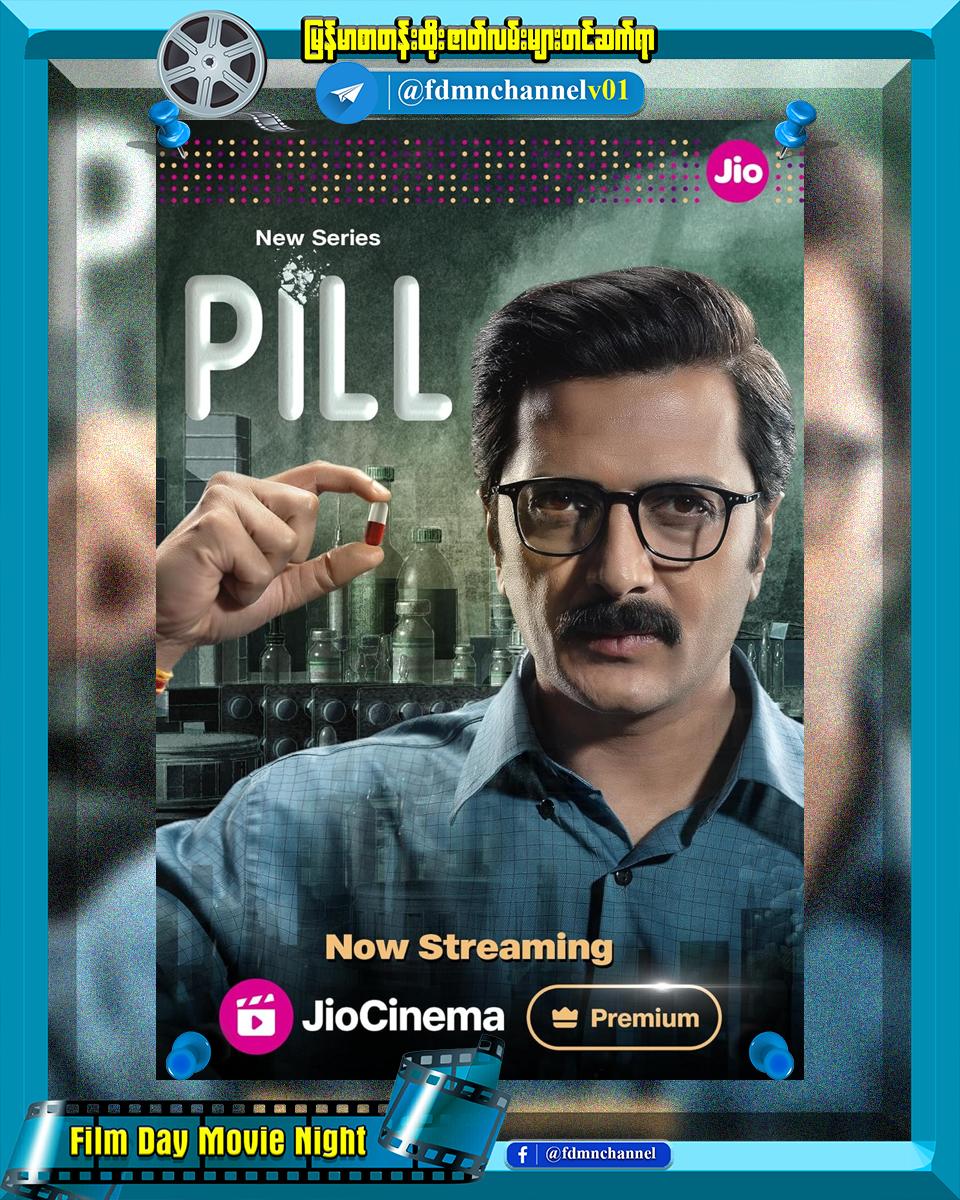 မြန်မာစာတန်းထိုးဇာတ်လမ်းများတင်ဆက်ရာ
@fdmnchannelv01
Jio
New Series
PILL
Now Streaming
JioCinema
Premium
Film Day Movie Night
f @fdmnchannel